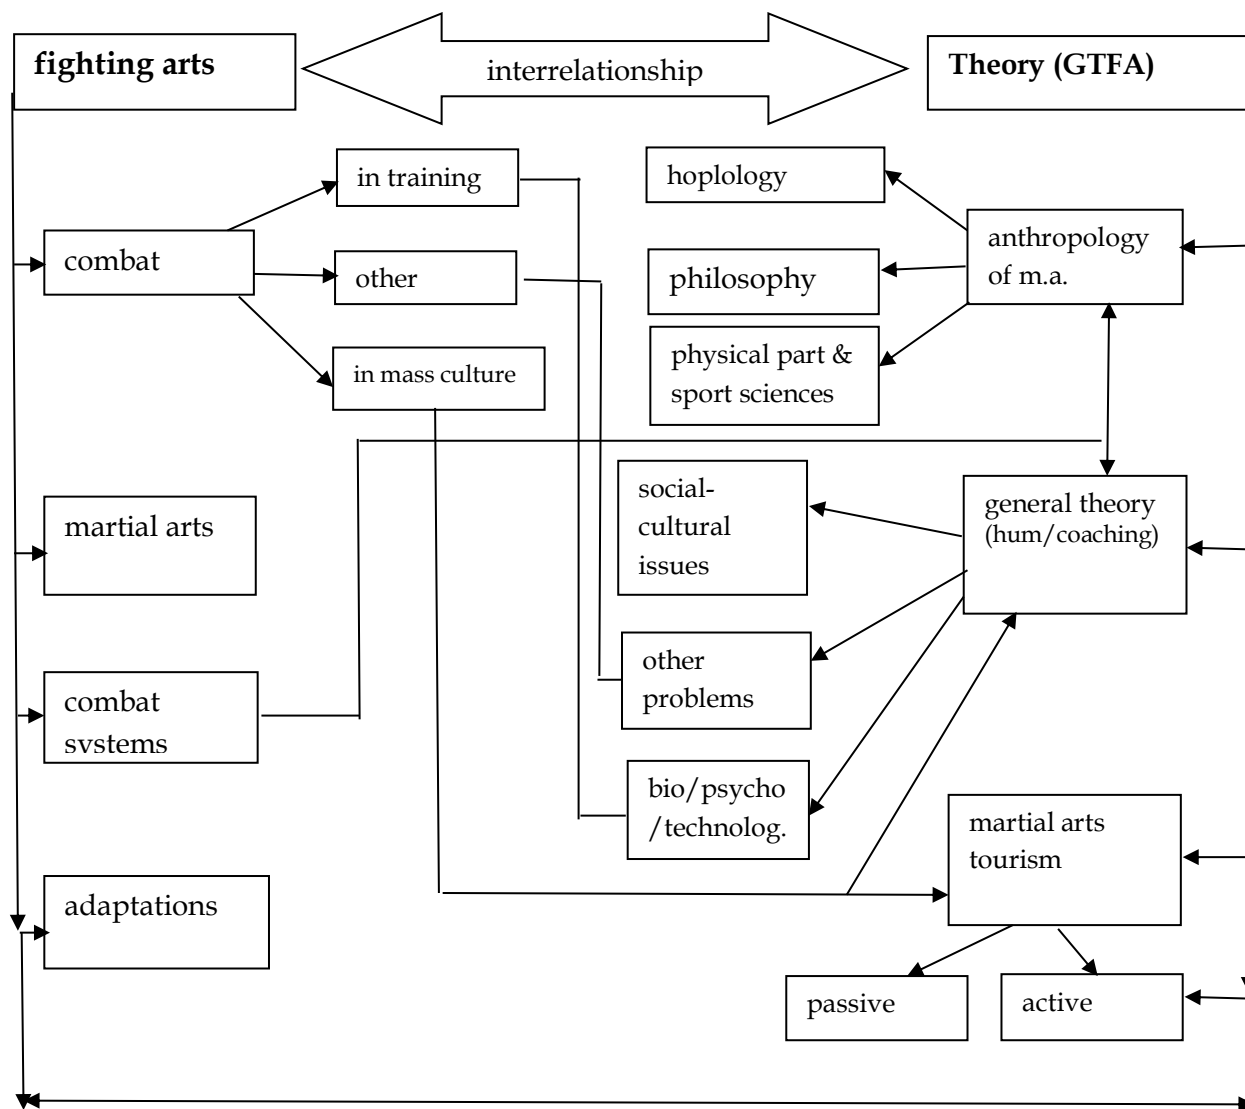 fighting arts
interrelationship
Theory (GTFA)
in training
hoplology
combat
anthropology
of m.a.
other
philosophy
in mass culture
physical part &
sport sciences
martial arts
social-
cultural
issues
general theory
(hum/coaching)
combat
systems
other
problems
bio/psycho
/technolog.
martial arts
tourism
adaptations
passive
active